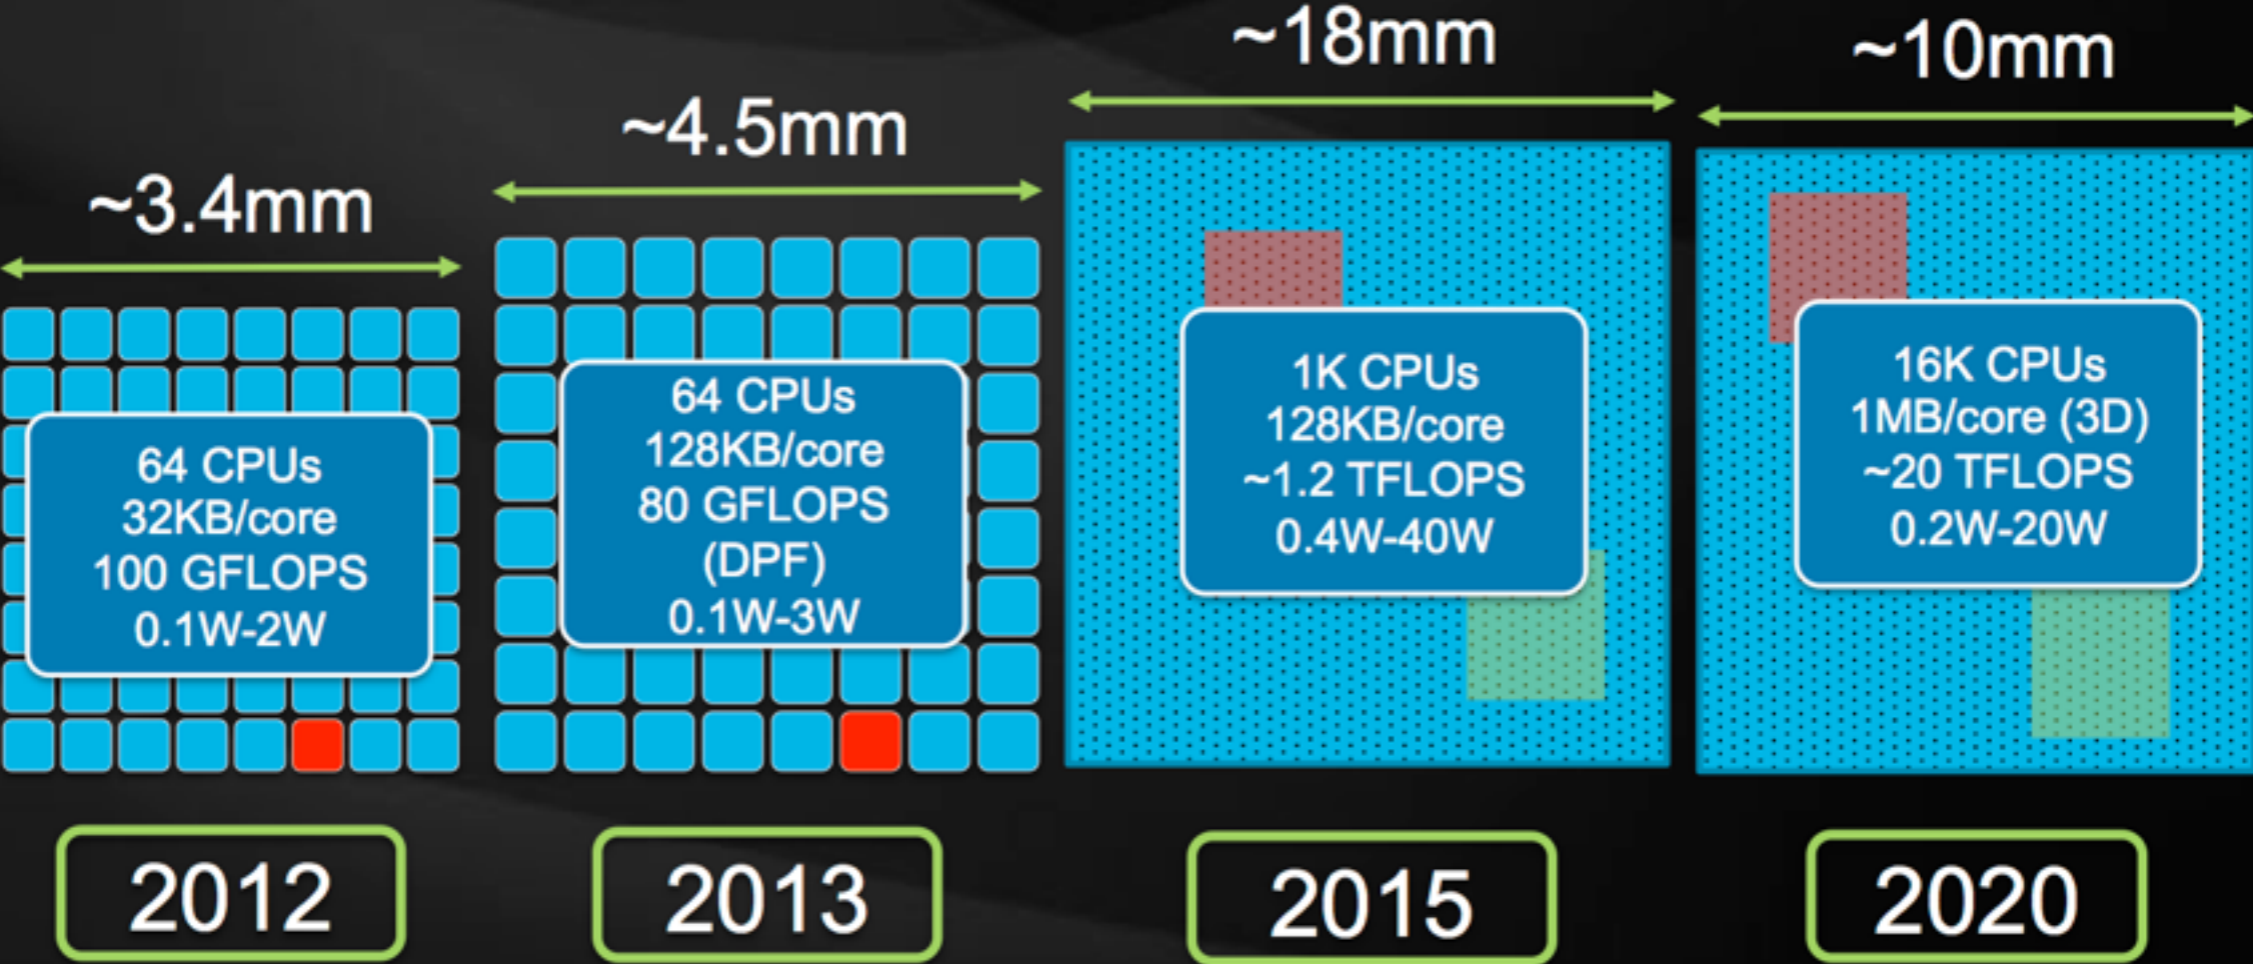 ~3.4mm
64 CPUs
32KB/core
100 GFLOPS
0.1W-2W
2012
~4.5mm
64 CPUs
128KB/core
80 GFLOPS
(DPF)
0.1W-3W
2013
~18mm
1K CPUs
128KB/core
~1.2 TFLOPS
0.4W-40W
2015
~10mm
16K CPUs
1MB/core (3D)
~20 TFLOPS
0.2W-20W
2020